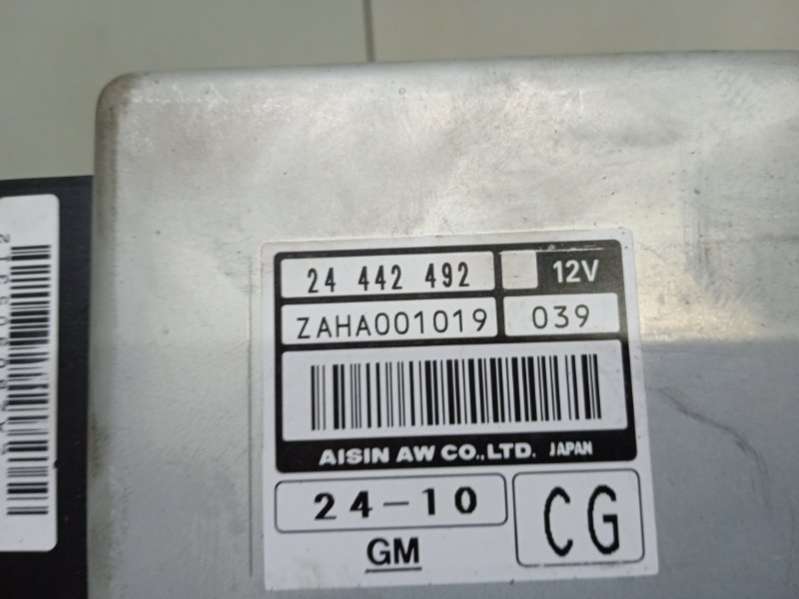 24 442 492 12V
ZAHA001019 039
AISIN AW CO.,LTD. JAPAN
24-10 CG
GM